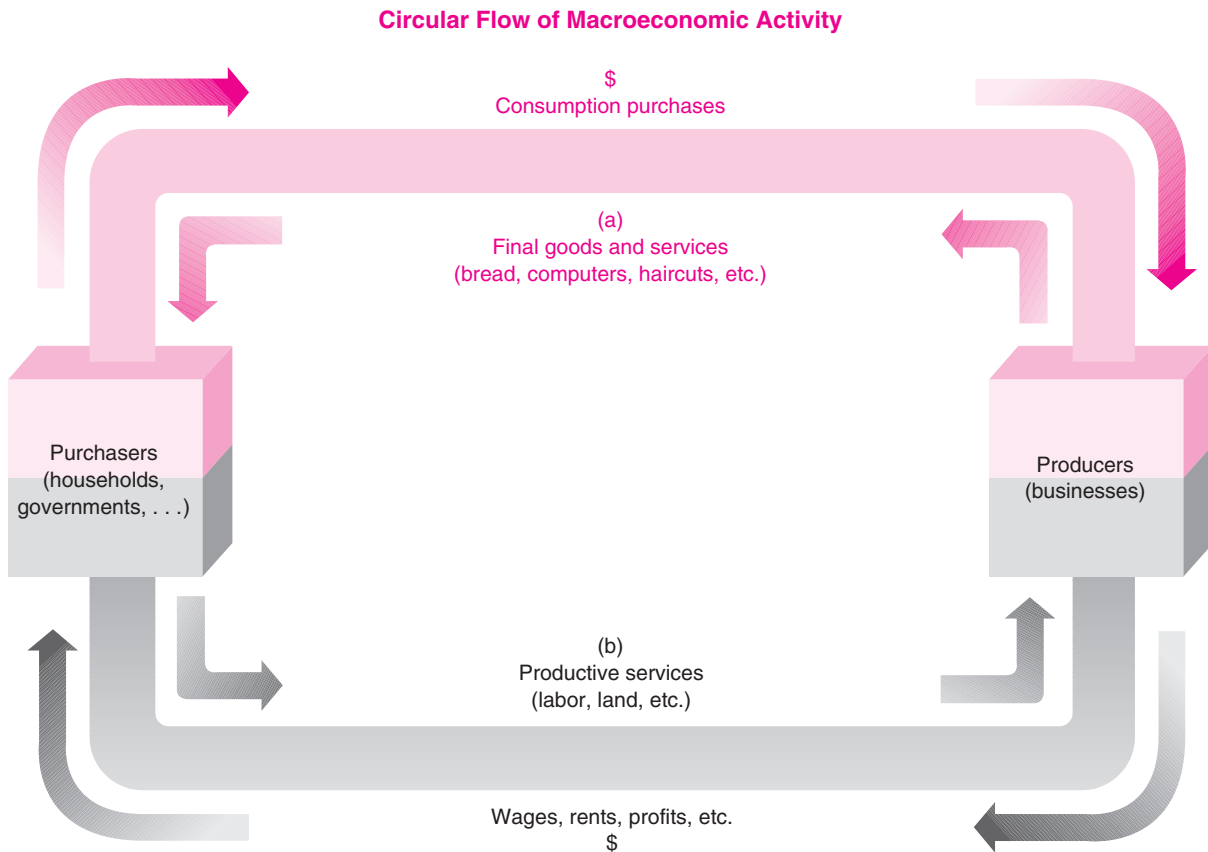 Circular Flow of Macroeconomic Activity
$
Consumption purchases
(a)
Final goods and services
(bread, computers, haircuts, etc.)
Purchasers
(households,
governments, . . .)
Producers
(businesses)
(b)
Productive services
(labor, land, etc.)
Wages, rents, profits, etc.
$